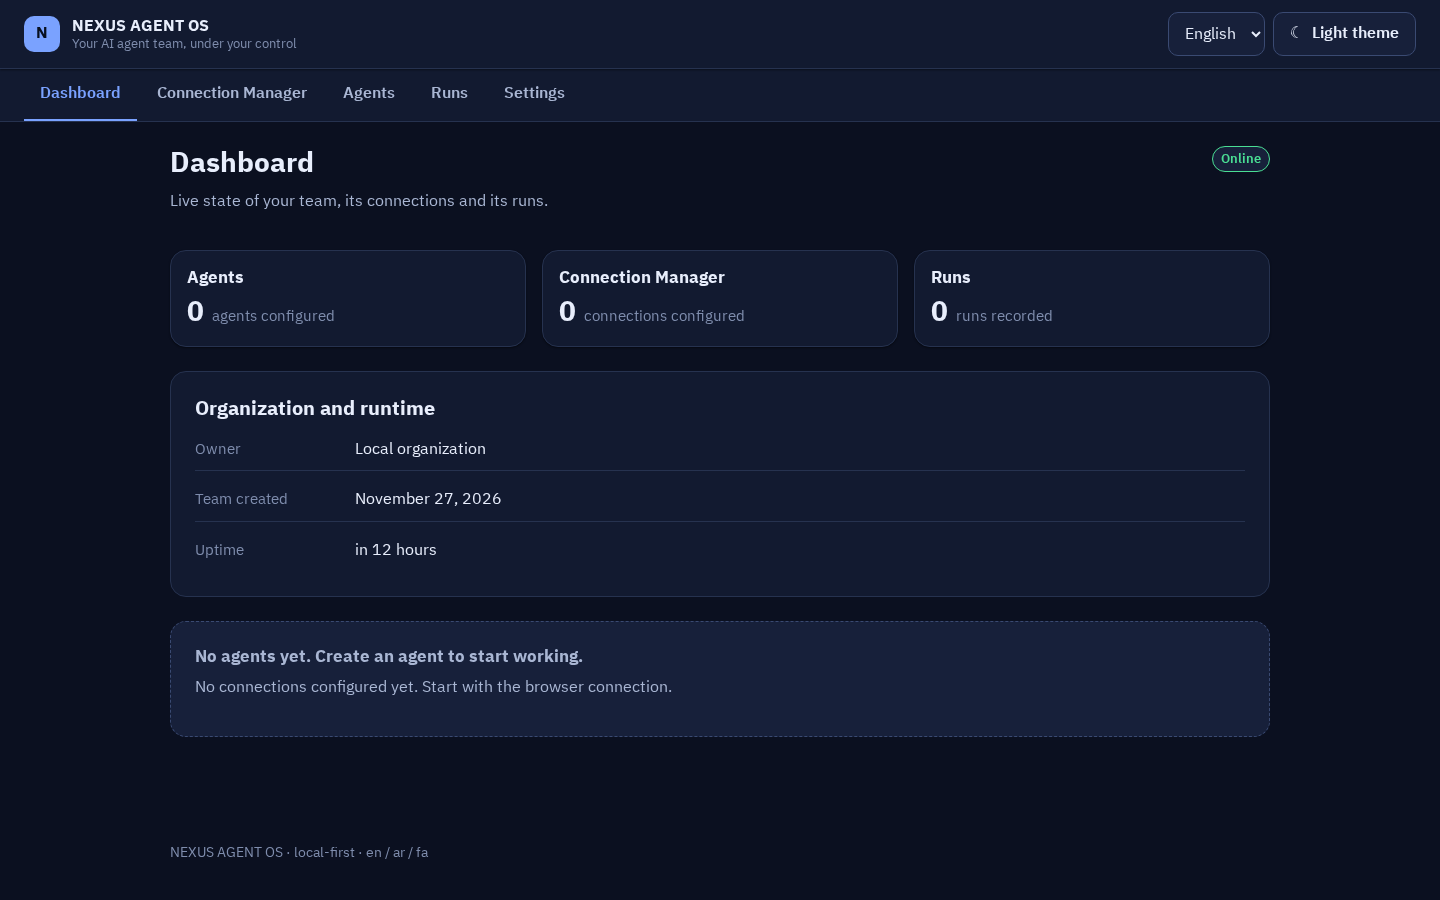 N
NEXUS AGENT OS
Your AI agent team, under your control
English
☾ Light theme
Dashboard
Connection Manager
Agents
Runs
Settings
Dashboard
Online
Live state of your team, its connections and its runs.
Agents
0 agents configured
Connection Manager
0 connections configured
Runs
0 runs recorded
Organization and runtime
Owner
Local organization
Team created
November 27, 2026
Uptime
in 12 hours
No agents yet. Create an agent to start working.
No connections configured yet. Start with the browser connection.
NEXUS AGENT OS · local-first · en / ar / fa